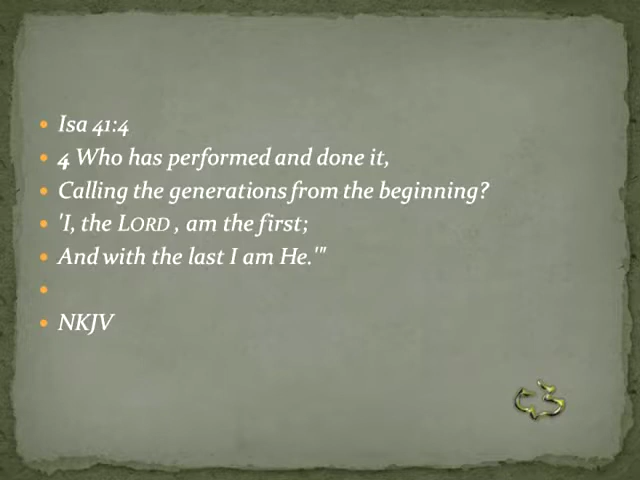 Isa 41:4
4 Who has performed and done it,
Calling the generations from the beginning?
'I, the LORD , am the first;
And with the last I am He.'"
NKJV